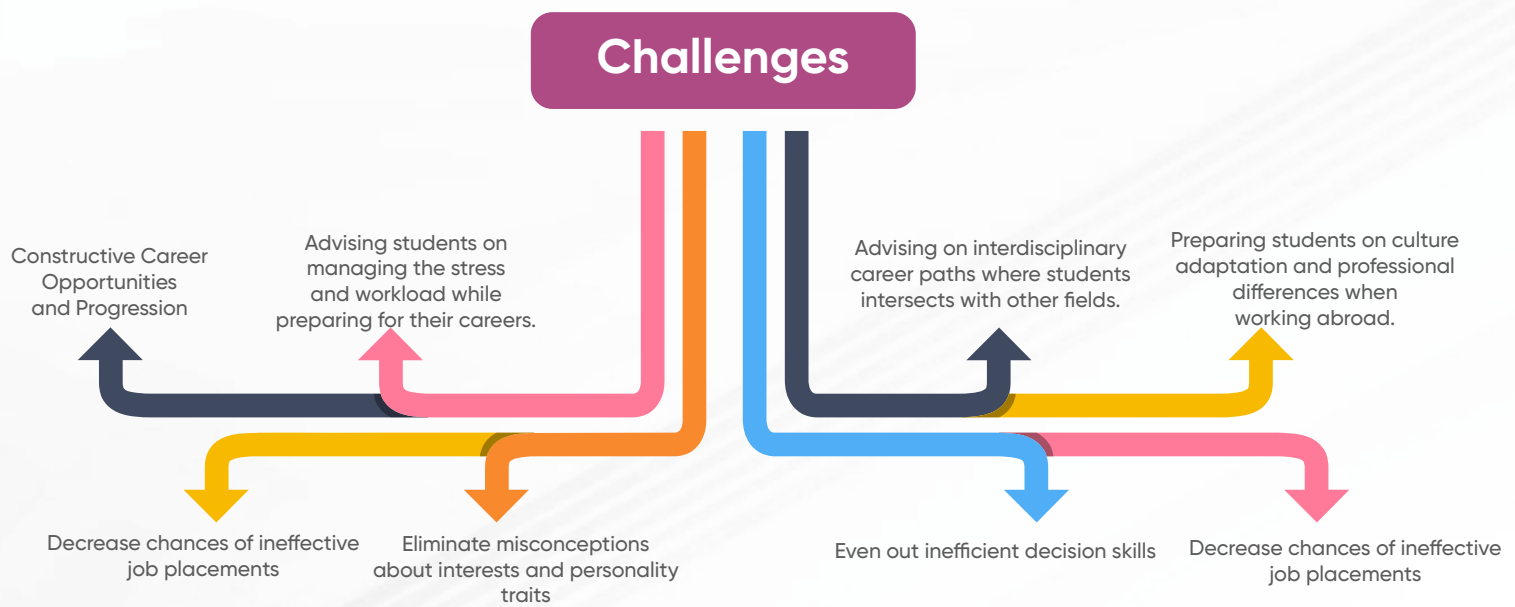 Challenges
Constructive Career
Opportunities
and Progression
Advising students on
managing the stress
and workload while
preparing for their careers.
Advising on interdisciplinary
career paths where students
intersects with other fields.
Preparing students on culture
adaptation and professional
differences when
working abroad.
Decrease chances of ineffective
job placements
Eliminate misconceptions
about interests and personality
traits
Even out inefficient decision skills
Decrease chances of ineffective
job placements